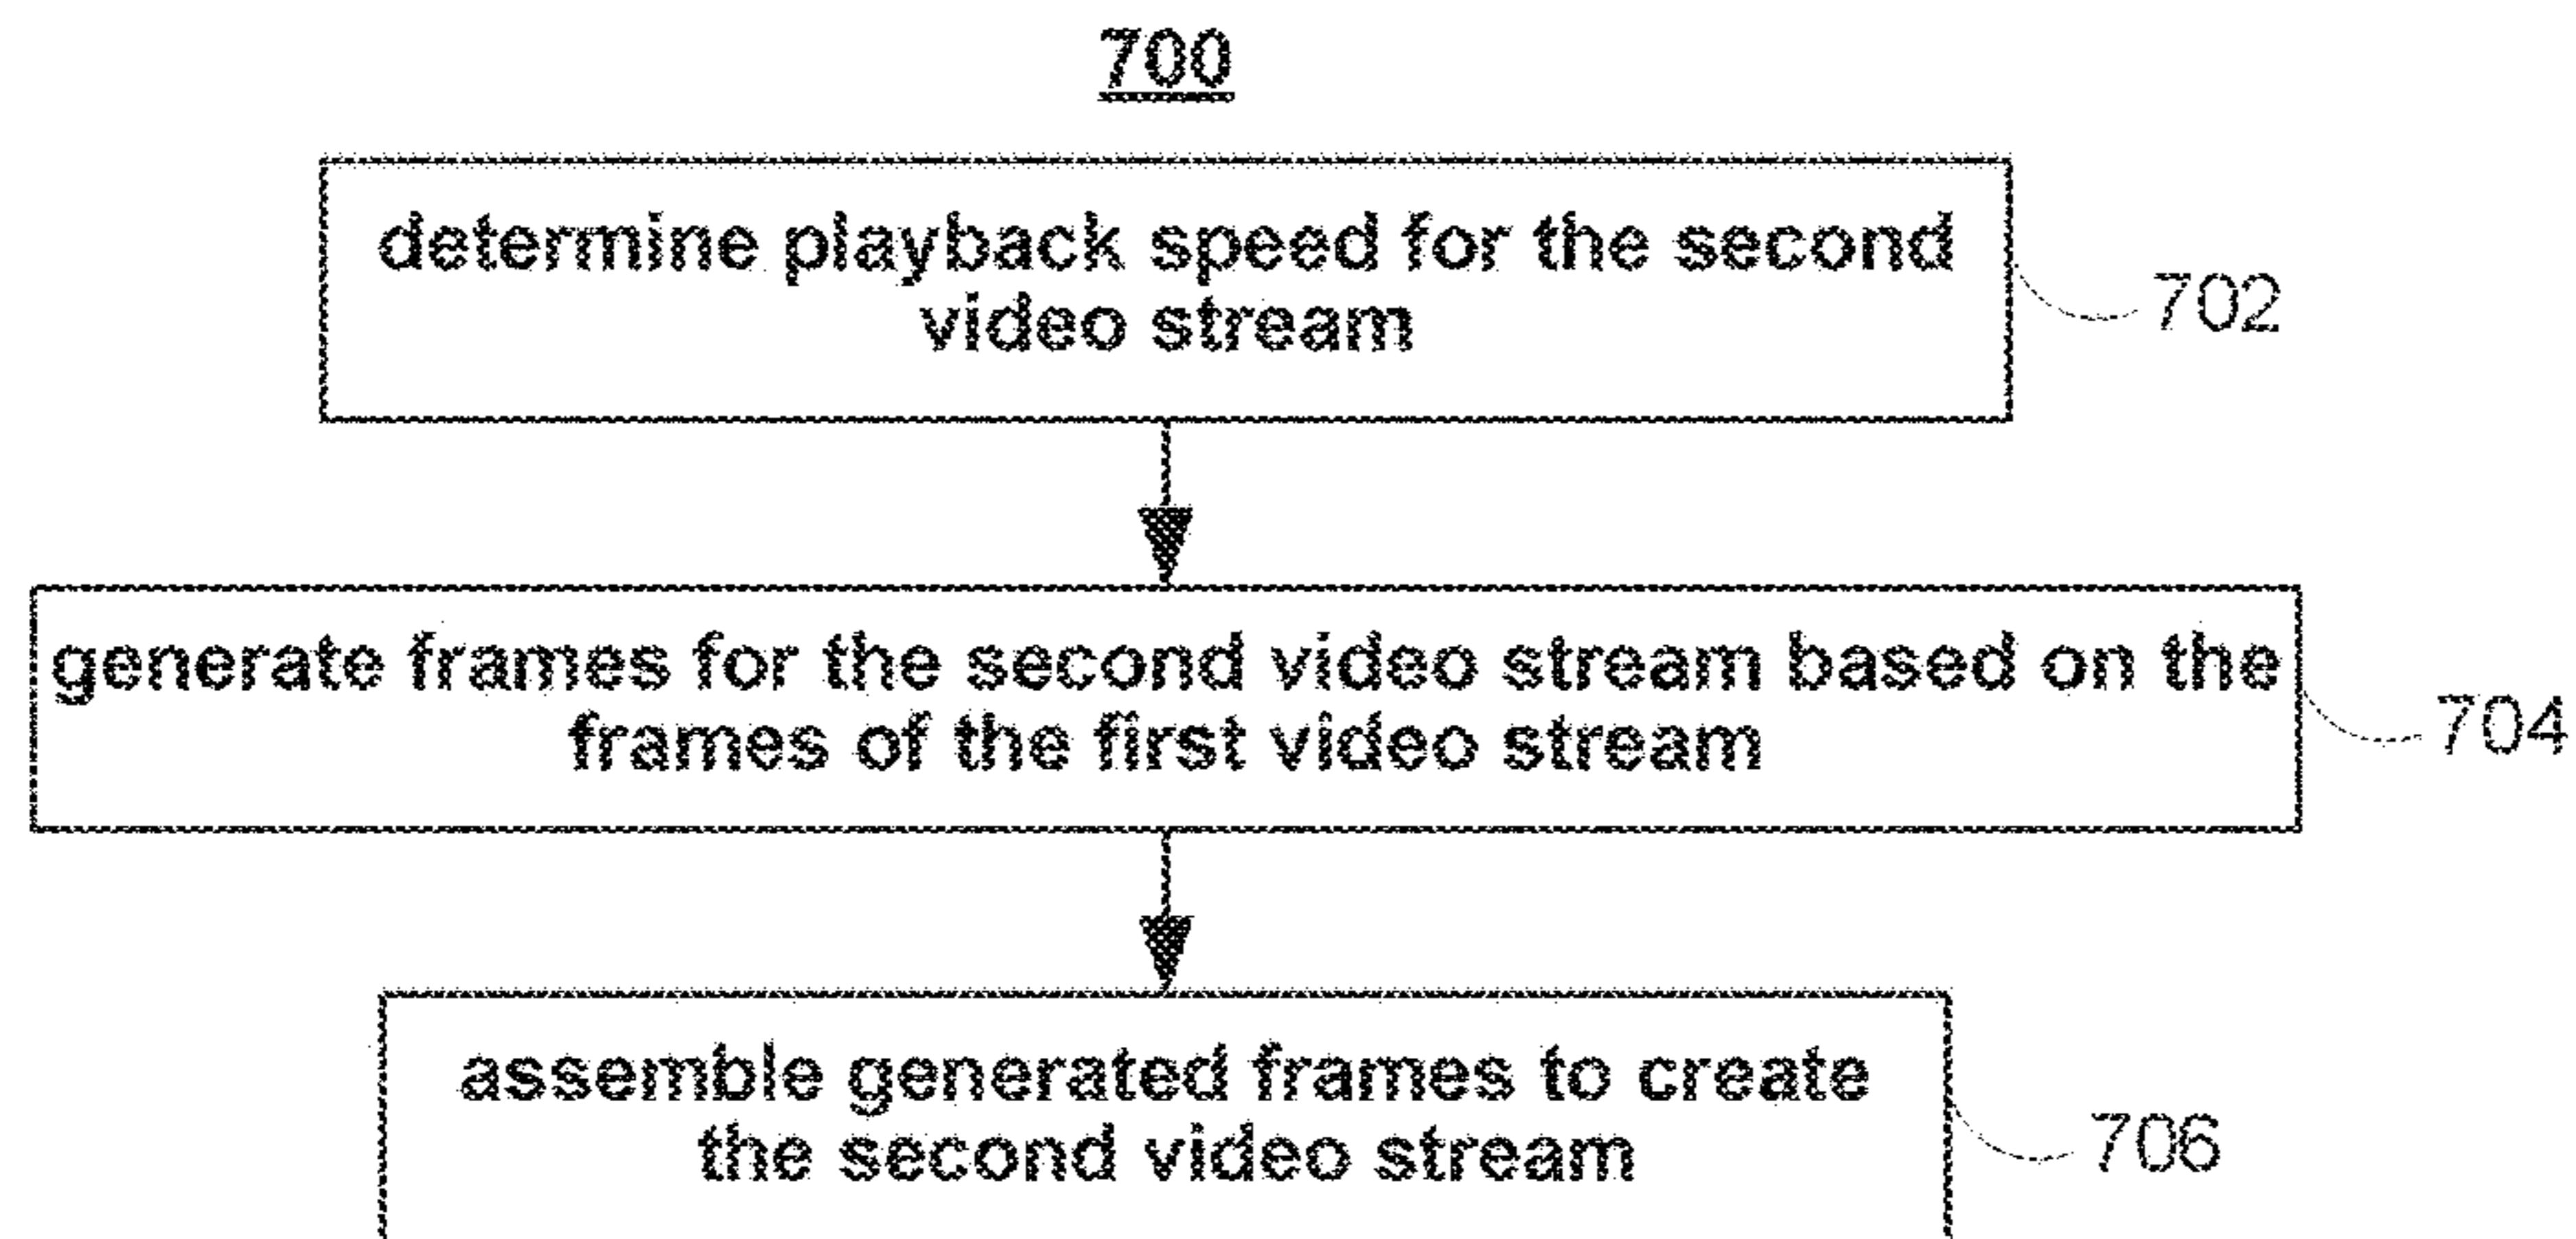 700
determine playback speed for the second
video stream
702
generate frames for the second video stream based on the
frames of the first video stream
704
assemble generated frames to create
the second video stream
706